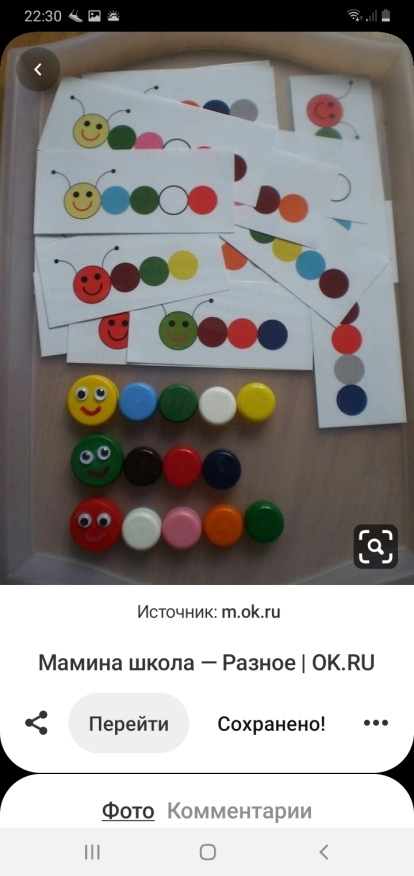 22:30
Источник: m.ok.ru
Мамина школа — Разное | OK.RU
Перейти
Сохранено!
Фото Комментарии